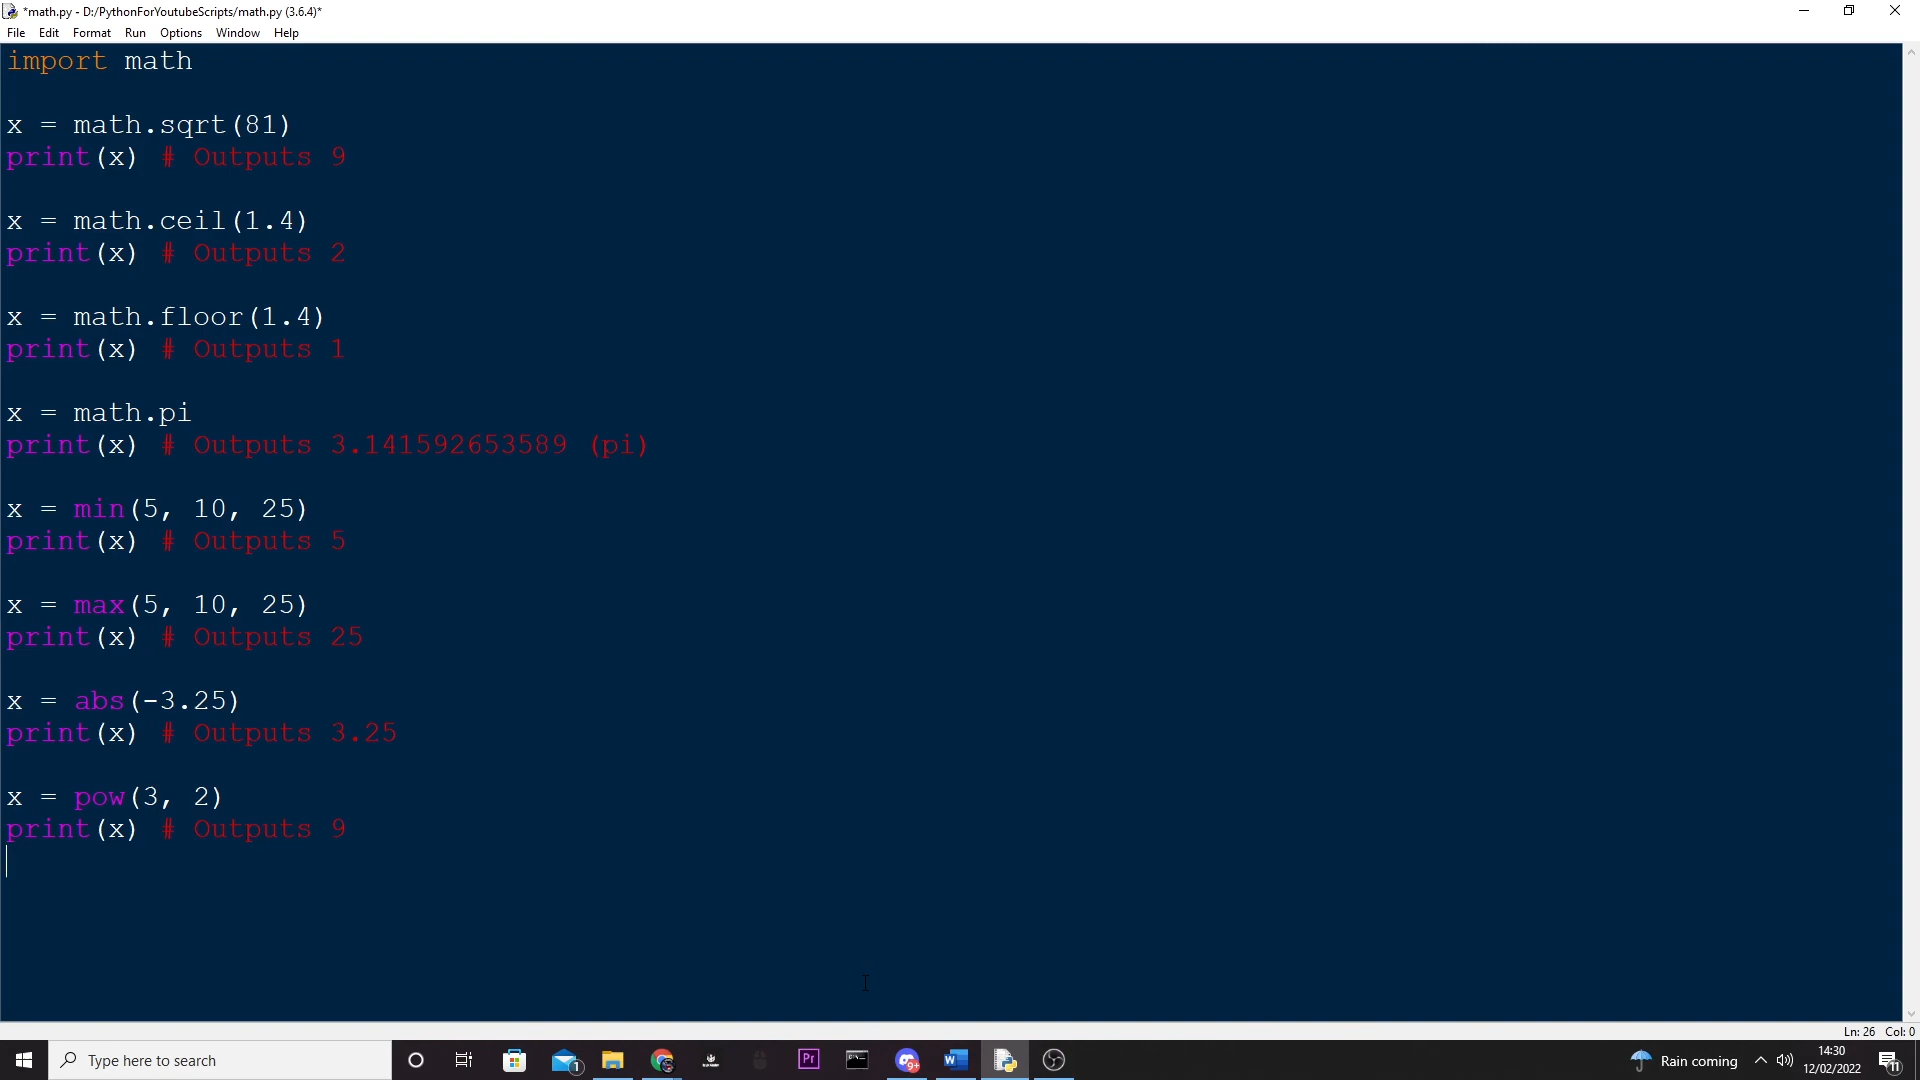 *math.py - D:/PythonForYoutubeScripts/math.py (3.6.4)*
File Edit Format Run Options Window Help
import math
x = math.sqrt(81)
print(x) # Outputs 9
x = math.ceil(1.4)
print(x) # Outputs 2
x = math.floor(1.4)
print(x) # Outputs 1
x = math.pi
print(x) # Outputs 3.141592653589 (pi)
x = min(5, 10, 25)
print(x) # Outputs 5
x = max(5, 10, 25)
print(x) # Outputs 25
x = abs(-3.25)
print(x) # Outputs 3.25
x = pow(3, 2)
print(x) # Outputs 9
Ln: 26 Col: 0
Type here to search
1
Pr
9+
W
Rain coming
14:30
12/02/2022
11